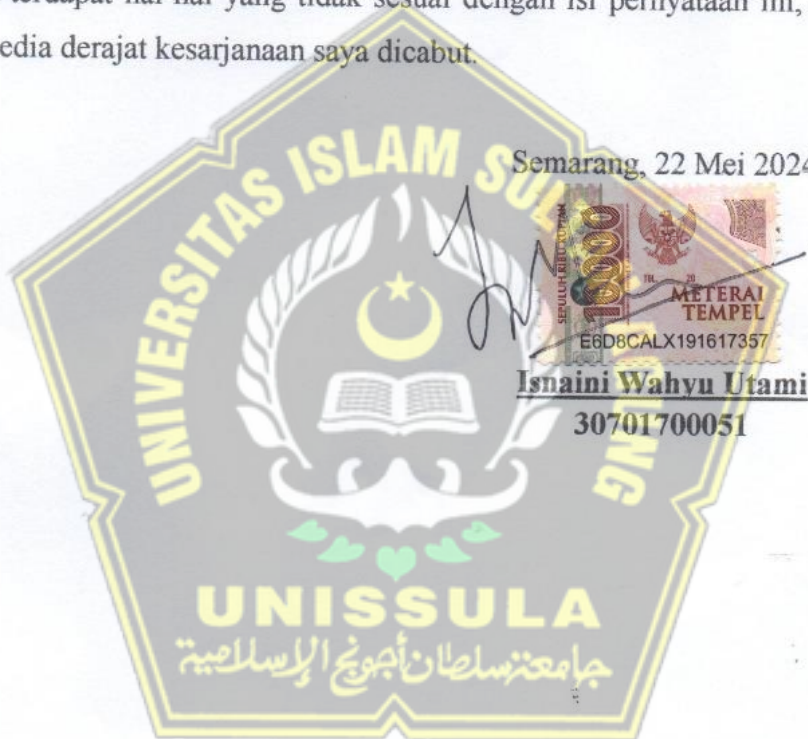 terdapat hal-hal yang tidak sesuai dengan isi pernyataan ini,
edia derajat kesarjanaan saya dicabut.
Semarang, 22 Mei 2024
SEPULUH RIBU RUPIAH
10000
TGL. 20
METERAI
TEMPEL
E6D8CALX191617357
Isnaini Wahyu Utami
30701700051
UNIVERSITAS ISLAM SULTAN AGUNG
UNISSULA
جامعة سلطان أجونج الإسلامية